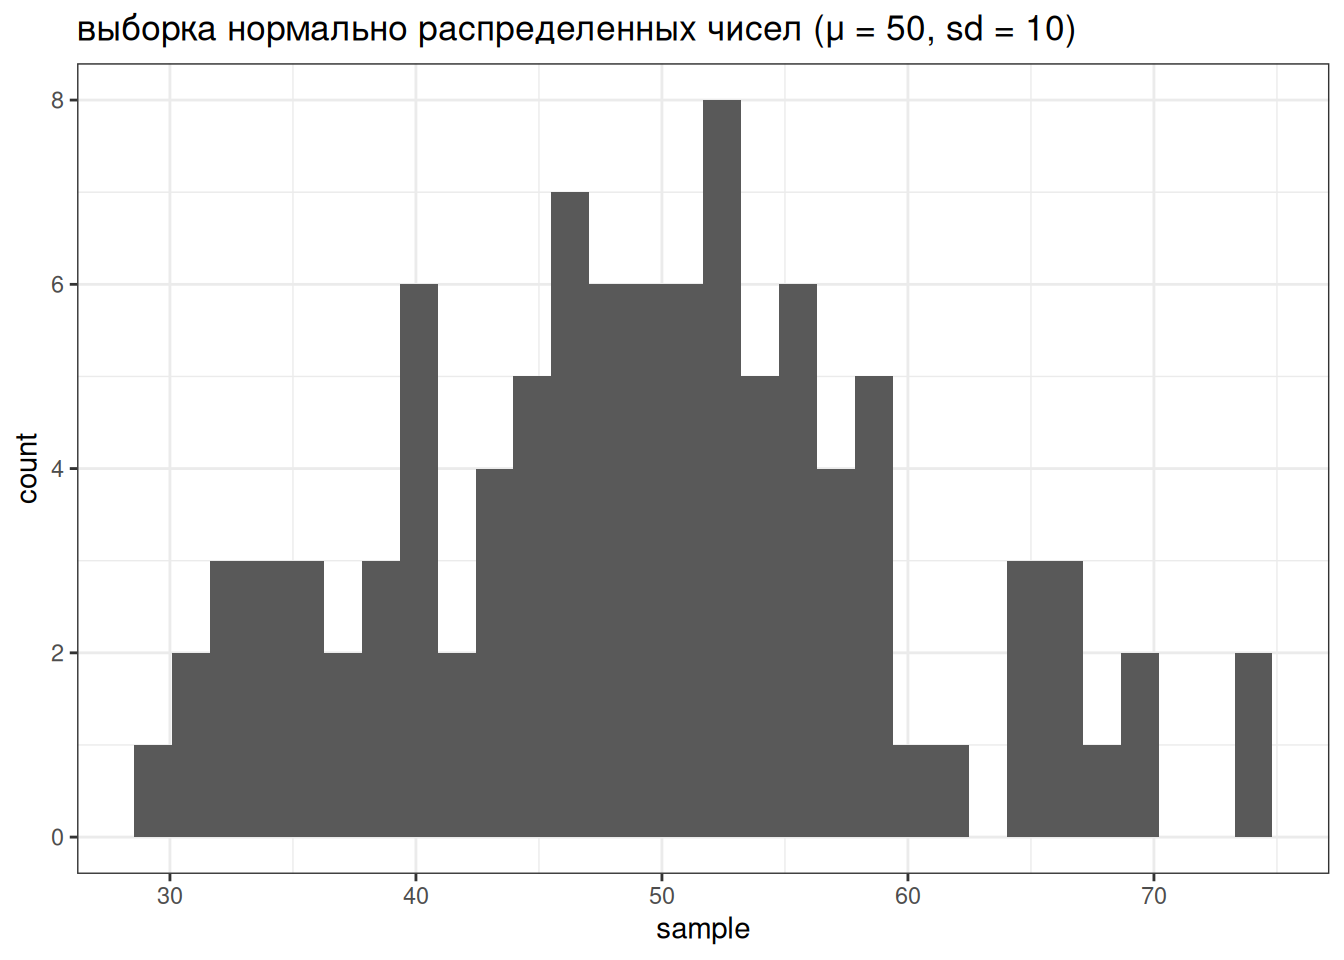 выборка нормально распределенных чисел (μ = 50, sd = 10)
8
6
4
2
0
count
30 40 50 60 70
sample